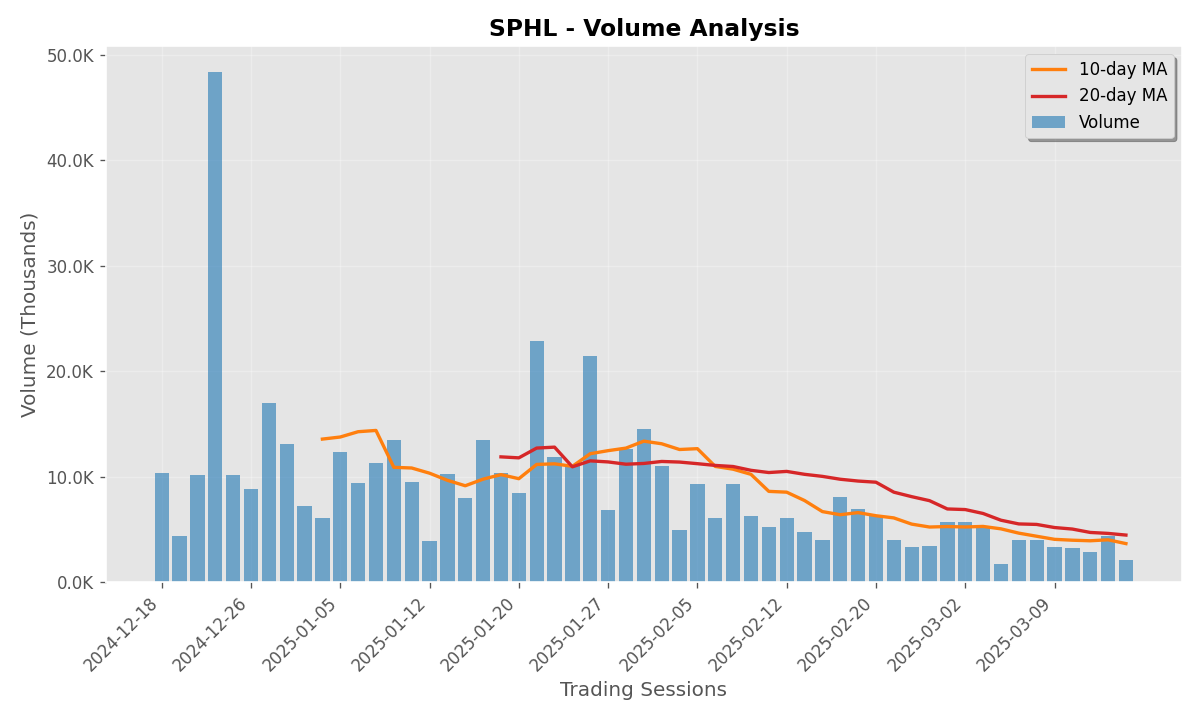 SPHL - Volume Analysis
50.0K
40.0K
30.0K
20.0K
10.0K
0.0K
Volume (Thousands)
10-day MA
20-day MA
Volume
2024-12-18
2024-12-26
2025-01-05
2025-01-12
2025-01-20
2025-01-27
2025-02-05
2025-02-12
2025-02-20
2025-03-02
2025-03-09
Trading Sessions